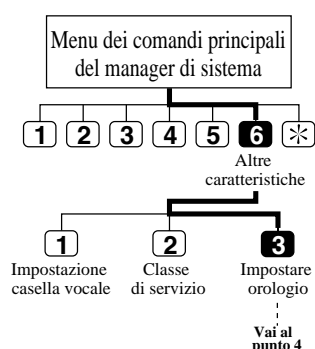 Menu dei comandi principali
del manager di sistema
1 2 3 4 5 6 *
Altre
caratteristiche
1 2 3
Impostazione
casella vocale
Classe
di servizio
Impostare
orologio
Vai al
punto 4